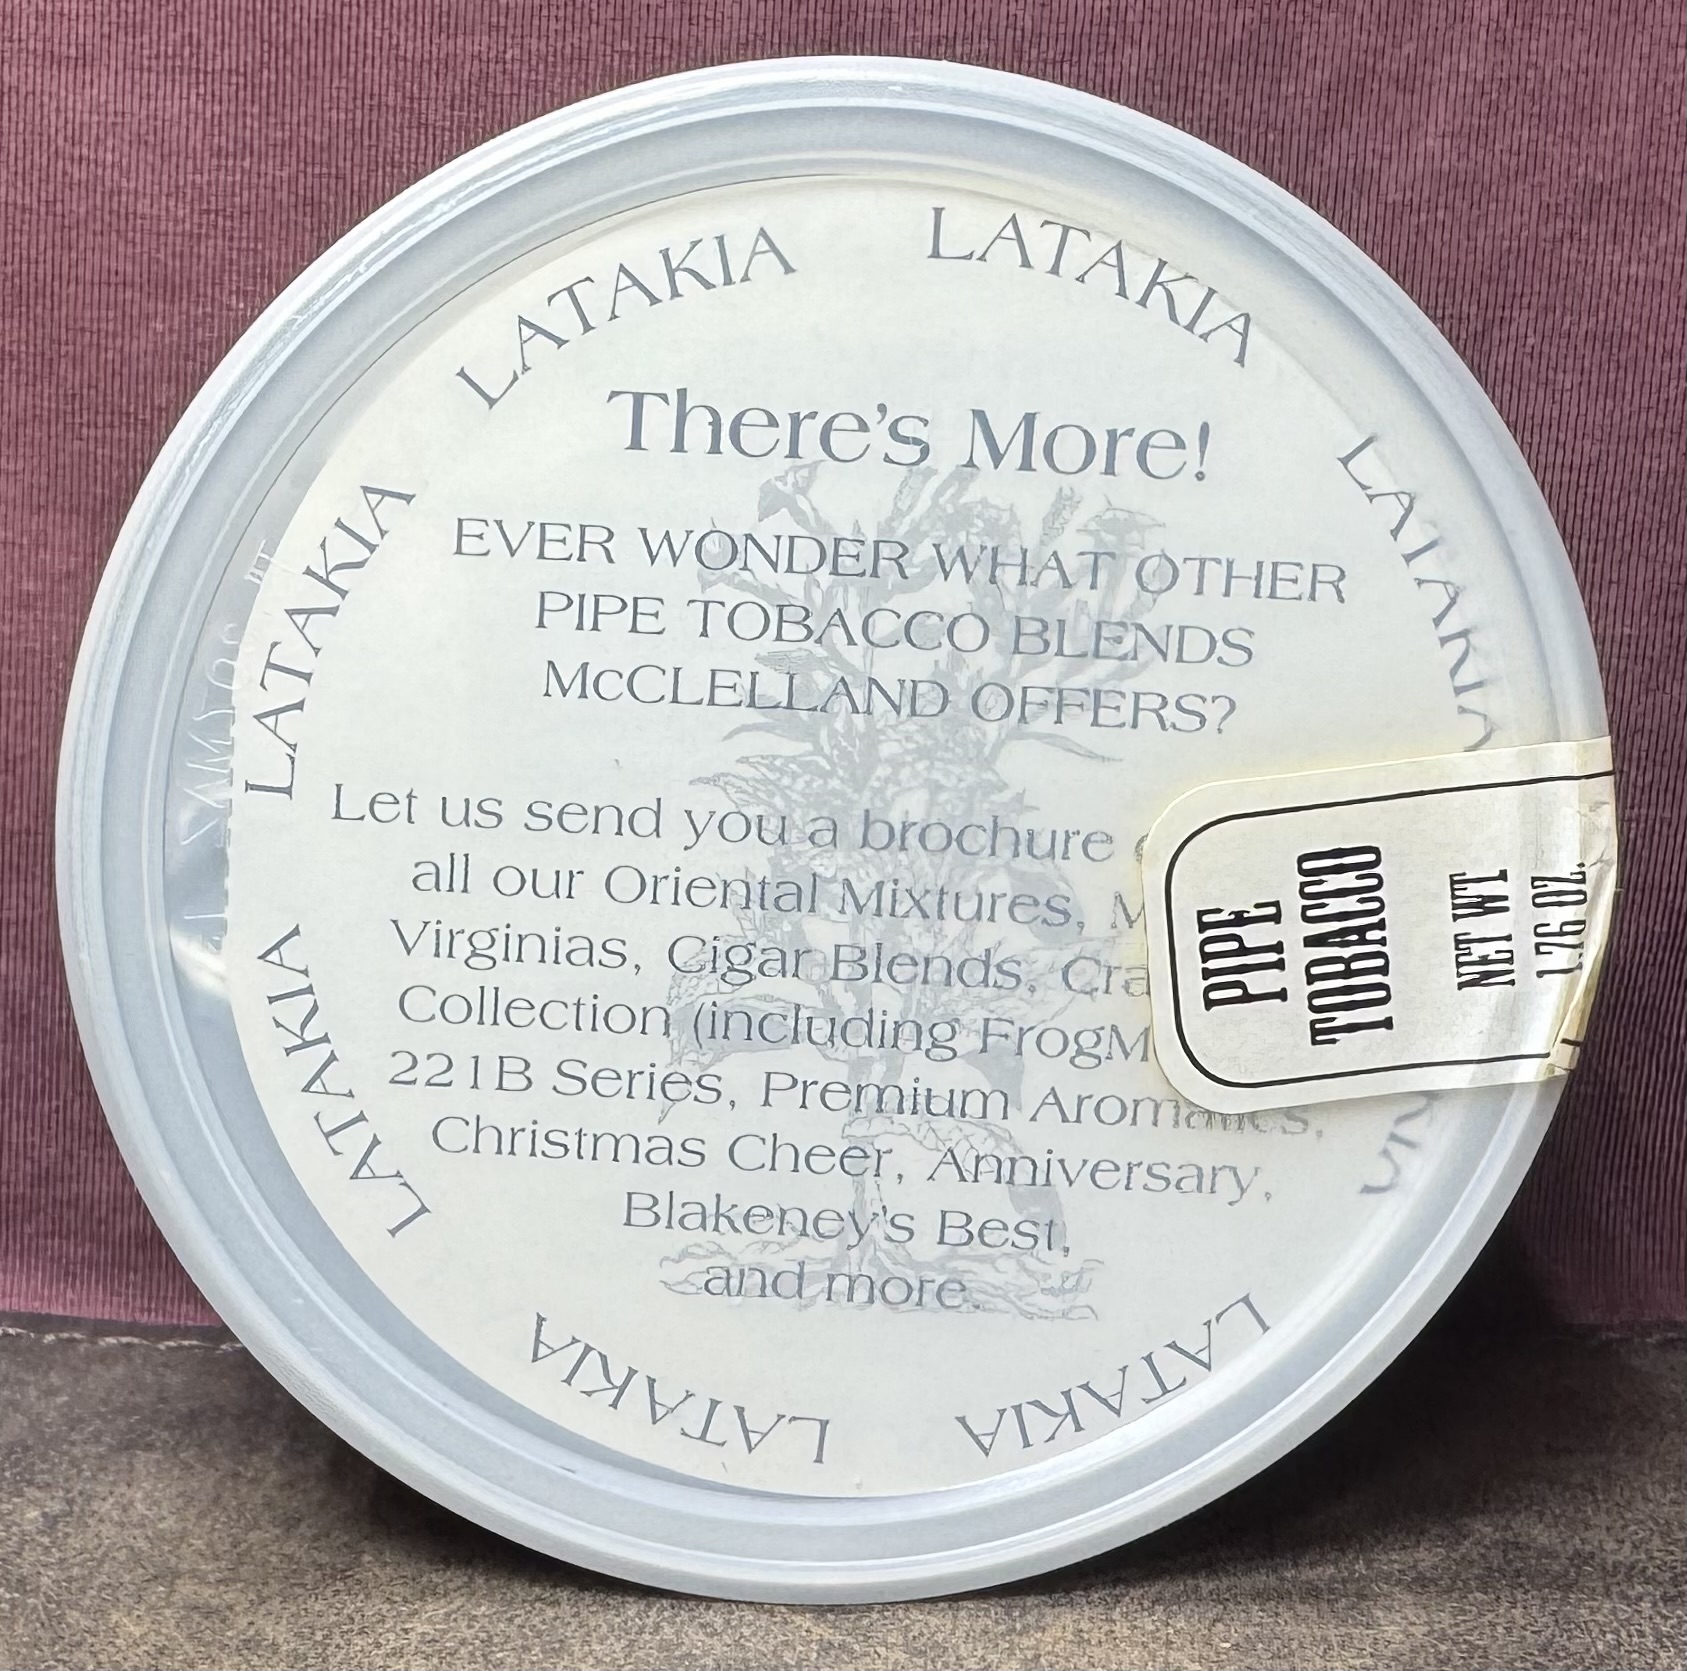 LATAKIA LATAKIA LATAKIA LATAKIA LATAKIA LATAKIA LATAKIA
There's More!
EVER WONDER WHAT OTHER
PIPE TOBACCO BLENDS
McCLELLAND OFFERS?
Let us send you a brochure
all our Oriental Mixtures,
Virginias, Cigar Blends,
Collection (including
221B Series, Premium Aromatics,
Christmas Cheer, Anniversary,
Blakeney's Best,
and more.
PIPE
TOBACCO
NET WT
1.76 OZ.